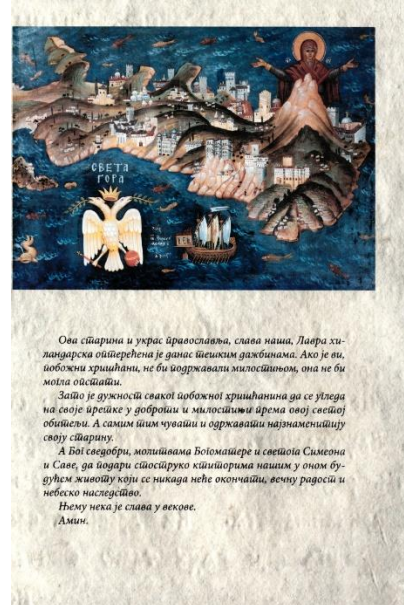 СВЕТА
ГОРА
Ова старина и украс православља, слава наша, Лавра хи-
ландарска оптерећена је данас тешким дажбинама. Ако је ви,
побожни хришћани, не би подржавали милостињом, она не би
могла опстати.
Зато је дужност сваког побожног хришћанина да се угледа
на своје претке у доброти и милостињи према овој светој
обитељи. А самим тим чувати и одржавати најзнаменитију
своју старину.
А Бог сведобри, молитвама Богоматере и светога Симеона
и Саве, да подари стоструко ктиторима нашим у оном бу-
дућем животу који се никада неће окончати, вечну радост и
небеско наследство.
Њему нека је слава у векове.
Амин.